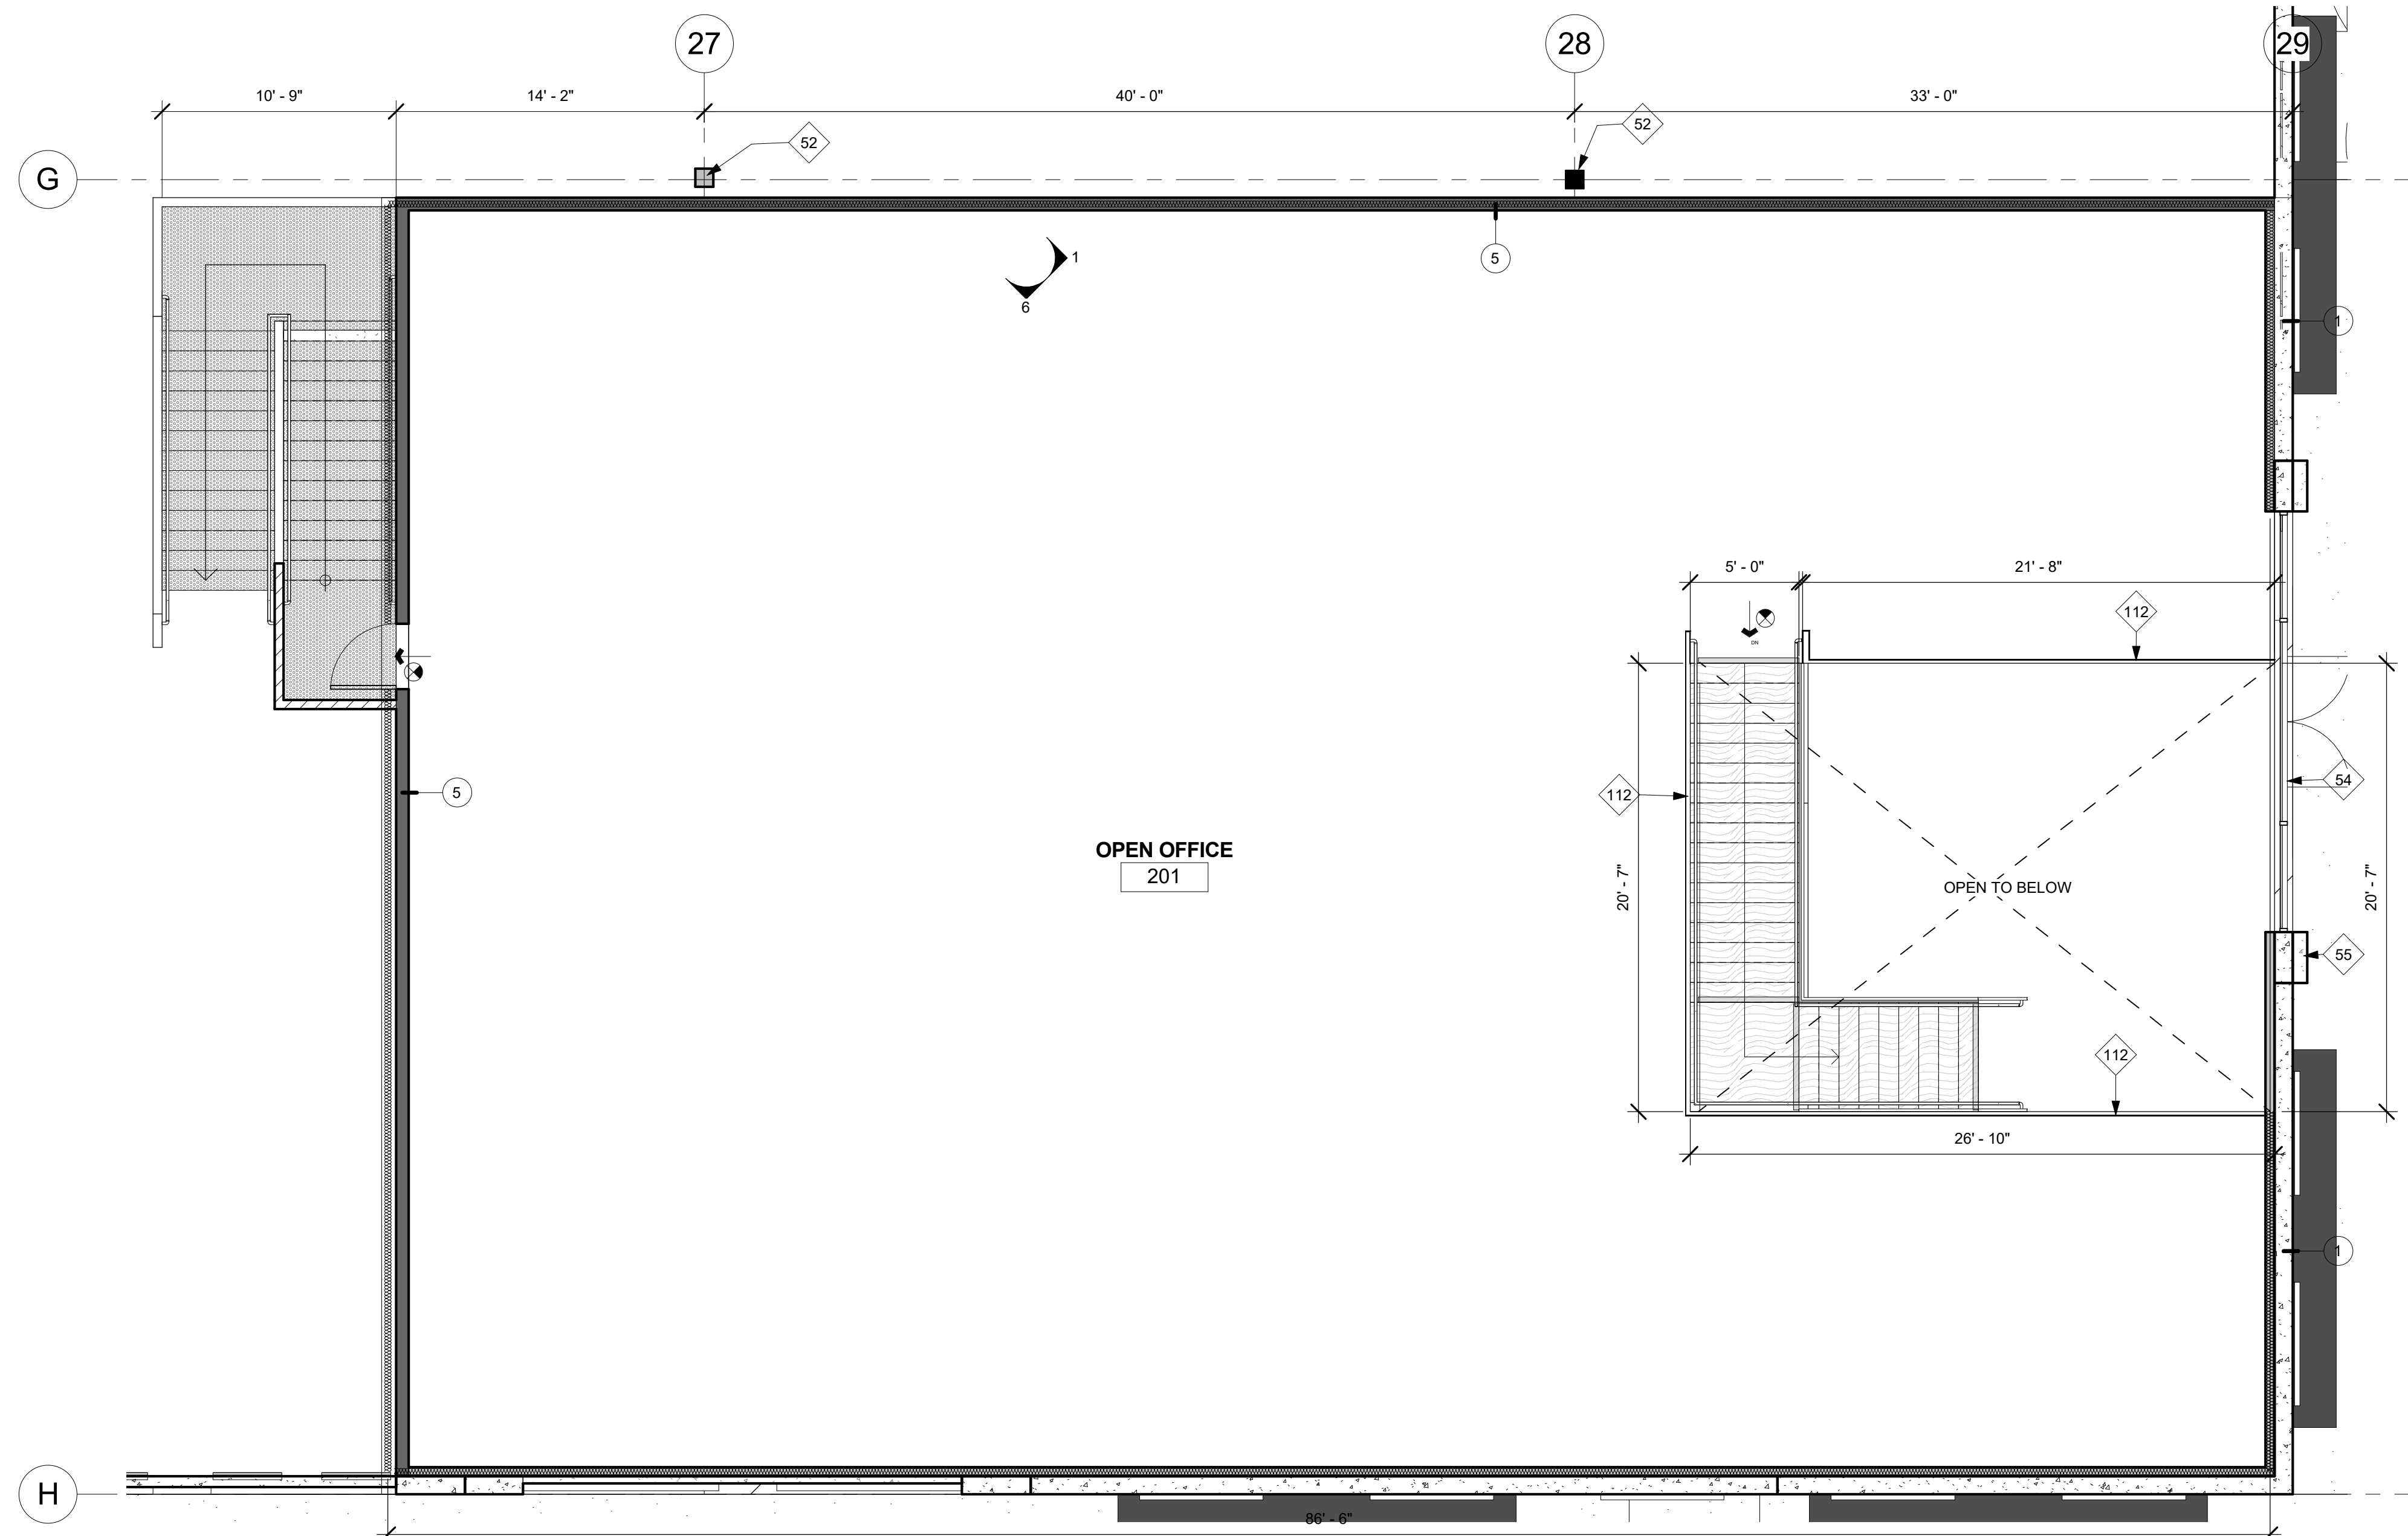 27
28
29
10' - 9"
14' - 2"
40' - 0"
33' - 0"
52
52
G
5
1
6
1
5' - 0"
21' - 8"
112
DN
112
54
5
OPEN OFFICE
201
20' - 7"
OPEN TO BELOW
20' - 7"
55
112
26' - 10"
1
H
86' - 6"